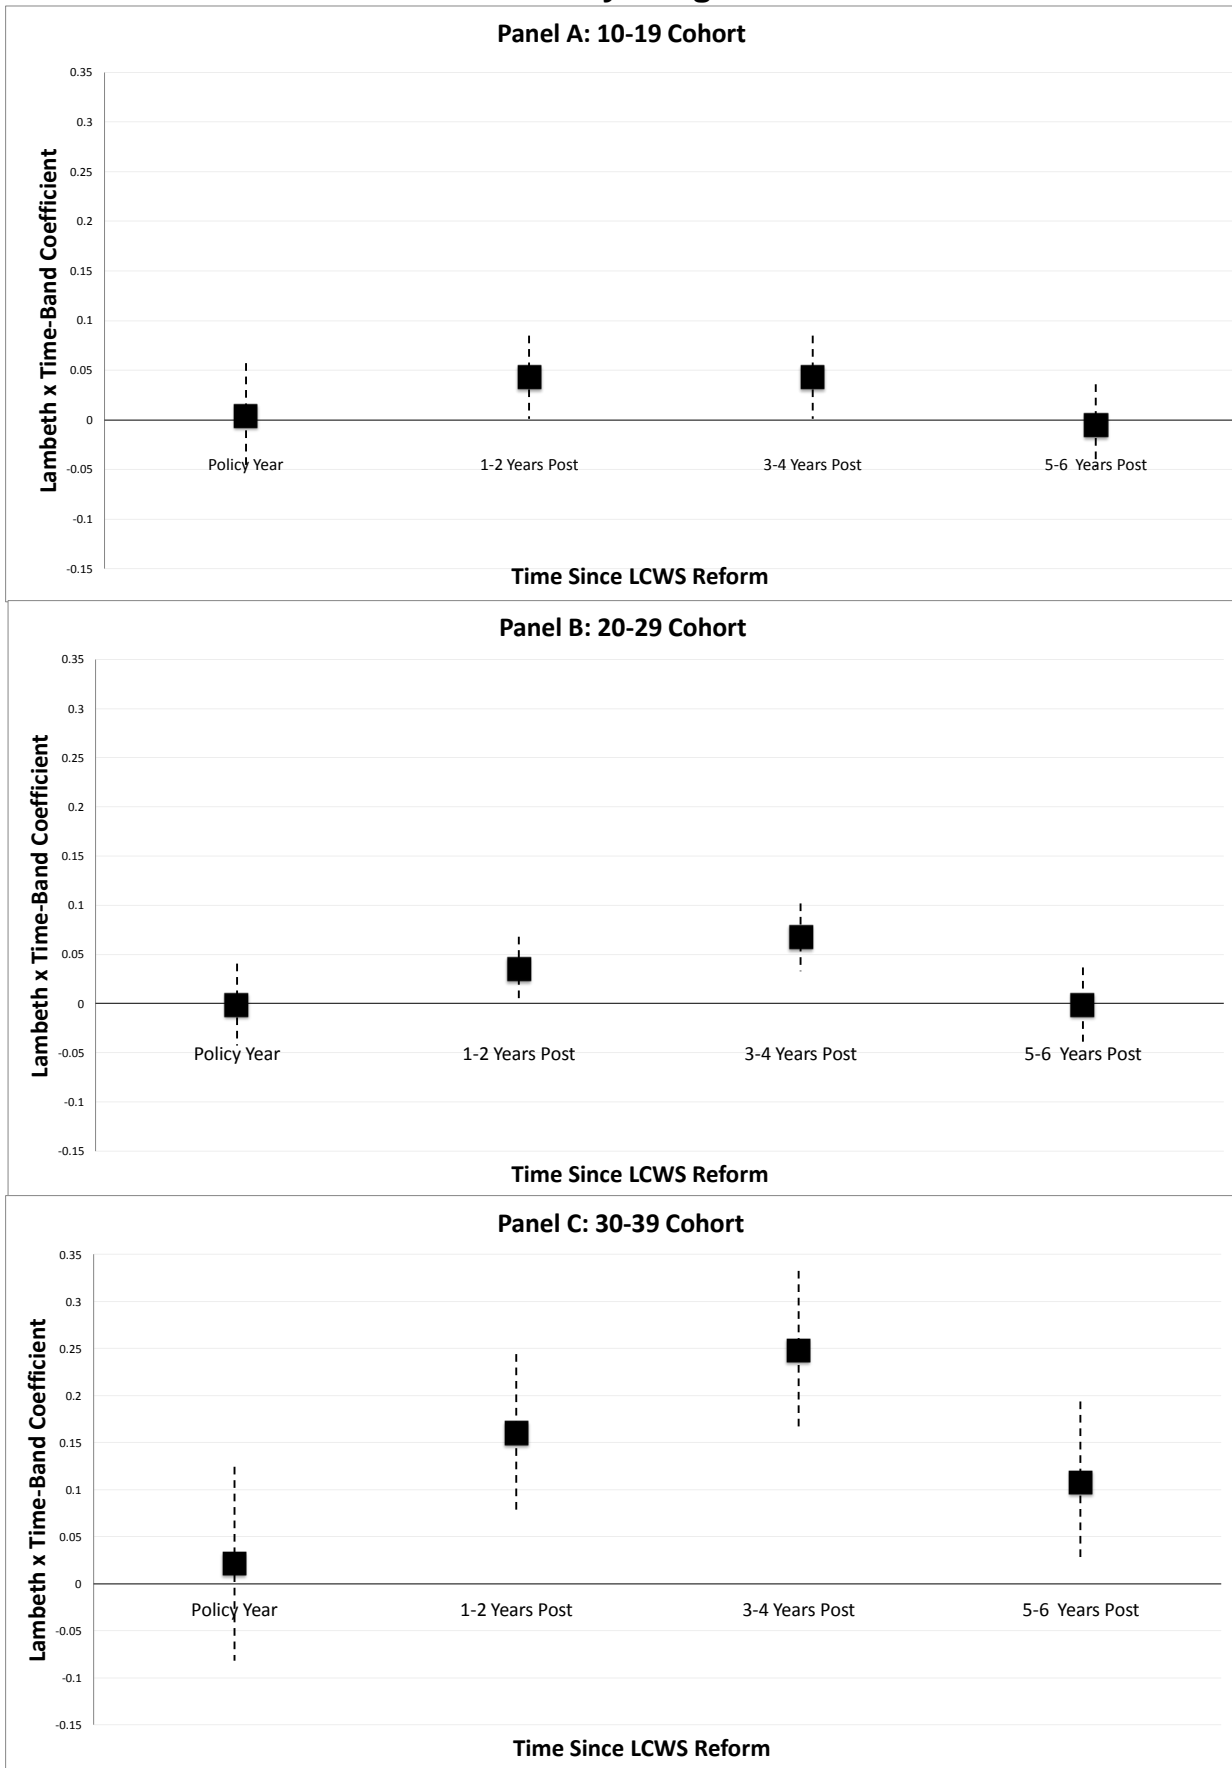 Panel A: 10-19 Cohort
Lambeth x Time-Band Coefficient
0.35
0.3
0.25
0.2
0.15
0.1
0.05
0
-0.05
-0.1
-0.15
Policy Year 1-2 Years Post 3-4 Years Post 5-6 Years Post
Time Since LCWS Reform
Panel B: 20-29 Cohort
Lambeth x Time-Band Coefficient
0.35
0.3
0.25
0.2
0.15
0.1
0.05
0
-0.05
-0.1
-0.15
Policy Year 1-2 Years Post 3-4 Years Post 5-6 Years Post
Time Since LCWS Reform
Panel C: 30-39 Cohort
Lambeth x Time-Band Coefficient
0.35
0.3
0.25
0.2
0.15
0.1
0.05
0
-0.05
-0.1
-0.15
Policy Year 1-2 Years Post 3-4 Years Post 5-6 Years Post
Time Since LCWS Reform